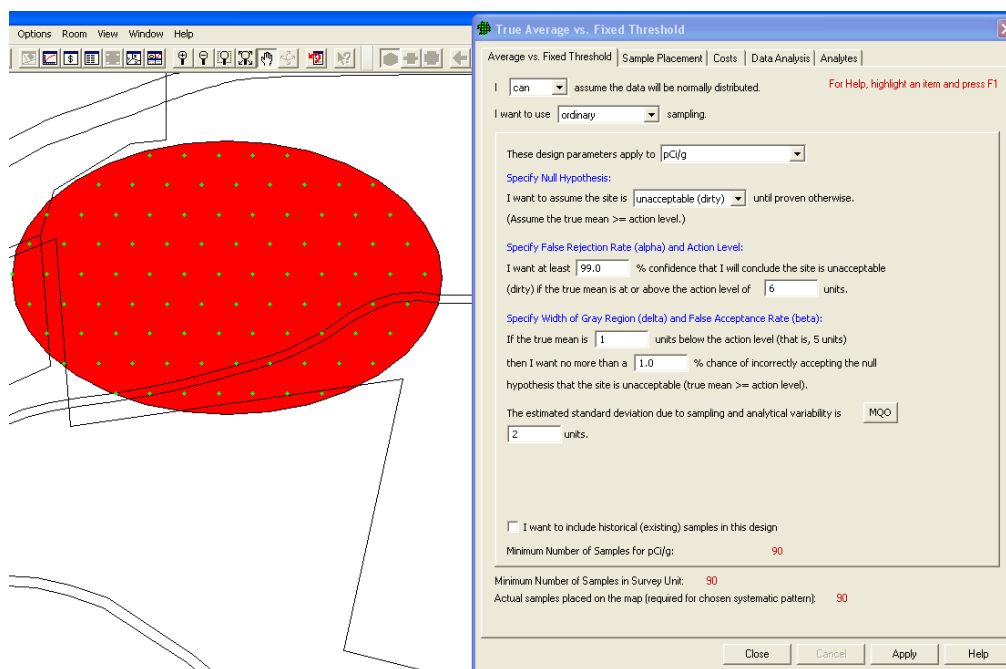 Options Room View Window Help
True Average vs. Fixed Threshold
Average vs. Fixed Threshold Sample Placement Costs Data Analysis Analytes
I can assume the data will be normally distributed.
For Help, highlight an item and press F1
I want to use ordinary sampling.
These design parameters apply to pCi/g
Specify Null Hypothesis:
I want to assume the site is unacceptable (dirty) until proven otherwise.
(Assume the true mean >= action level.)
Specify False Rejection Rate (alpha) and Action Level:
I want at least 99.0 % confidence that I will conclude the site is unacceptable
(dirty) if the true mean is at or above the action level of 6 units.
Specify Width of Gray Region (delta) and False Acceptance Rate (beta):
If the true mean is 1 units below the action level (that is, 5 units)
then I want no more than a 1.0 % chance of incorrectly accepting the null
hypothesis that the site is unacceptable (true mean >= action level).
The estimated standard deviation due to sampling and analytical variability is MQO
2 units.
I want to include historical (existing) samples in this design
Minimum Number of Samples for pCi/g: 90
Minimum Number of Samples in Survey Unit: 90
Actual samples placed on the map (required for chosen systematic pattern): 90
Close Cancel Apply Help